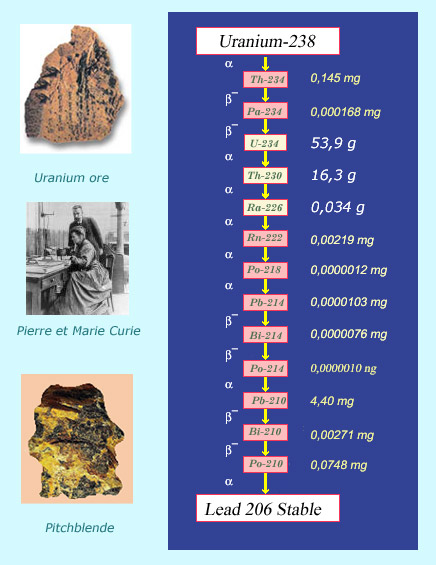 Uranium ore
Pierre et Marie Curie
Pitchblende
Uranium-238
α
Th-234 0,145 mg
β⁻
Pa-234 0,000168 mg
β⁻
U-234 53,9 g
α
Th-230 16,3 g
α
Ra-226 0,034 g
α
Rn-222 0,00219 mg
α
Po-218 0,0000012 mg
α
Pb-214 0,0000103 mg
β⁻
Bi-214 0,0000076 mg
β⁻
Po-214 0,0000010 ng
α
Pb-210 4,40 mg
β⁻
Bi-210 0,00271 mg
β⁻
Po-210 0,0748 mg
α
Lead 206 Stable